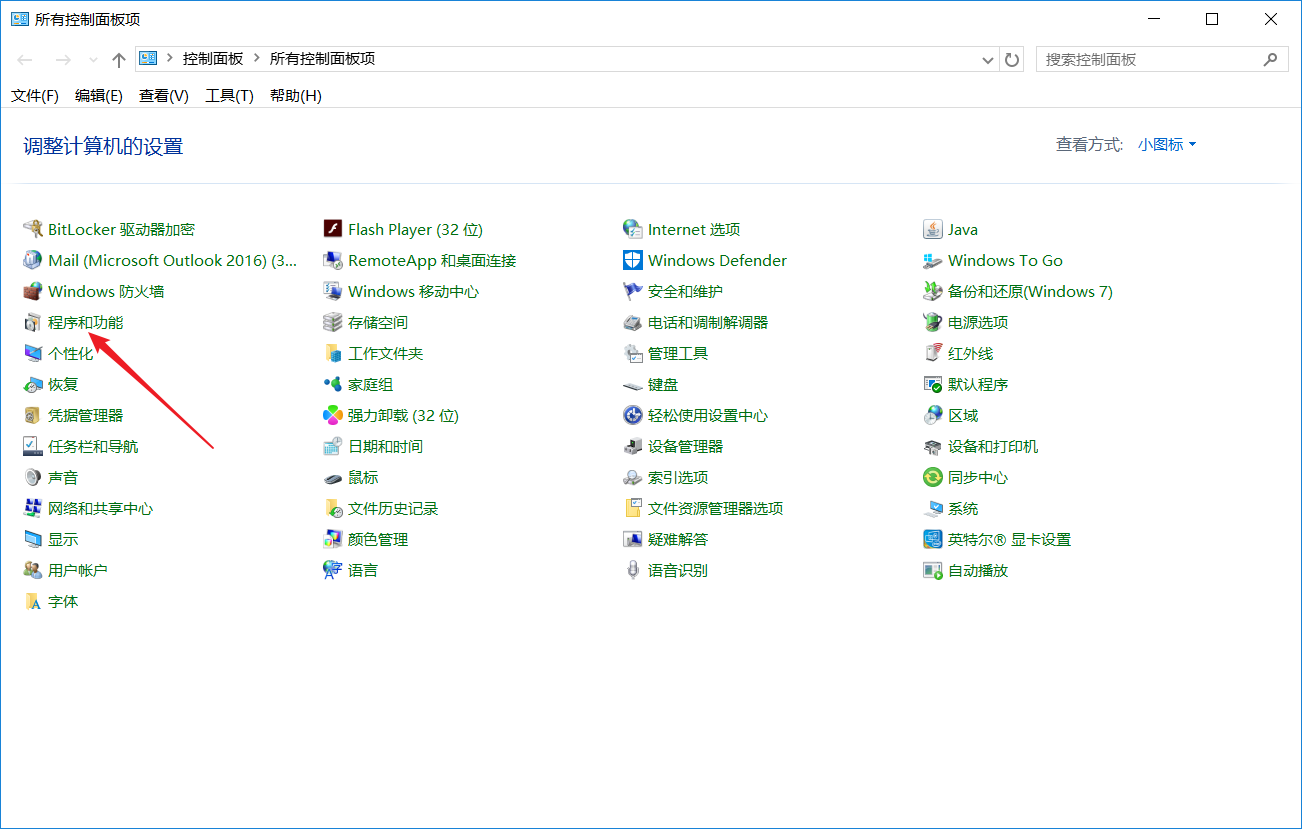 所有控制面板项
控制面板 所有控制面板项 搜索控制面板
文件(F) 编辑(E) 查看(V) 工具(T) 帮助(H)
调整计算机的设置 查看方式: 小图标
BitLocker 驱动器加密 Flash Player (32 位) Internet 选项 Java
Mail (Microsoft Outlook 2016) (3... RemoteApp 和桌面连接 Windows Defender Windows To Go
Windows 防火墙 Windows 移动中心 安全和维护 备份和还原(Windows 7)
程序和功能 存储空间 电话和调制解调器 电源选项
个性化 工作文件夹 管理工具 红外线
恢复 家庭组 键盘 默认程序
凭据管理器 强力卸载 (32 位) 轻松使用设置中心 区域
任务栏和导航 日期和时间 设备管理器 设备和打印机
声音 鼠标 索引选项 同步中心
网络和共享中心 文件历史记录 文件资源管理器选项 系统
显示 颜色管理 疑难解答 英特尔® 显卡设置
用户帐户 语言 语音识别 自动播放
字体